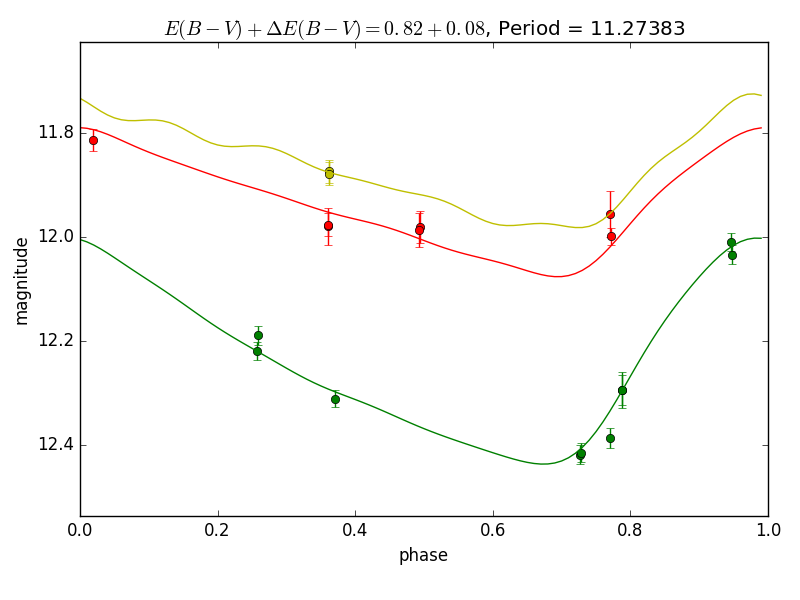 E(B − V) + ΔE(B − V) = 0.82 + 0.08, Period = 11.27383
magnitude
11.8
12.0
12.2
12.4
0.0 0.2 0.4 0.6 0.8 1.0
phase